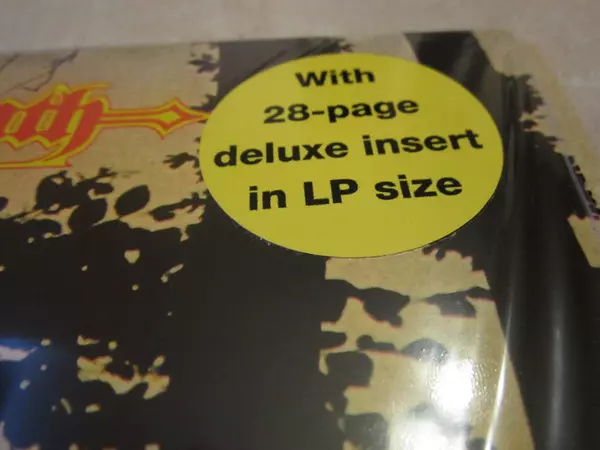 With
28-page
deluxe insert
in LP size